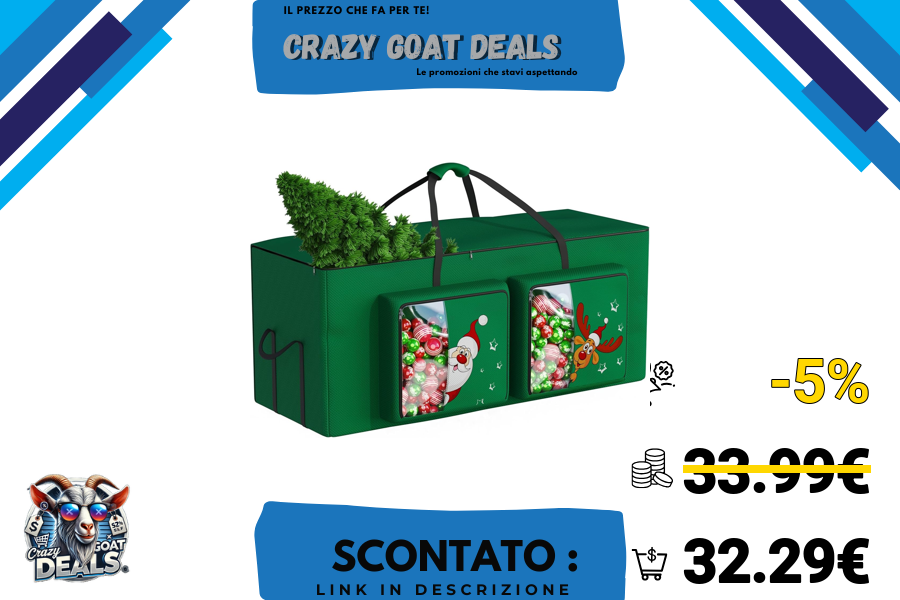 IL PREZZO CHE FA PER TE!
CRAZY GOAT DEALS
Le promozioni che stavi aspettando
-5%
33.99€
32.29€
SCONTATO :
LINK IN DESCRIZIONE
Crazy
GOAT
DEALS